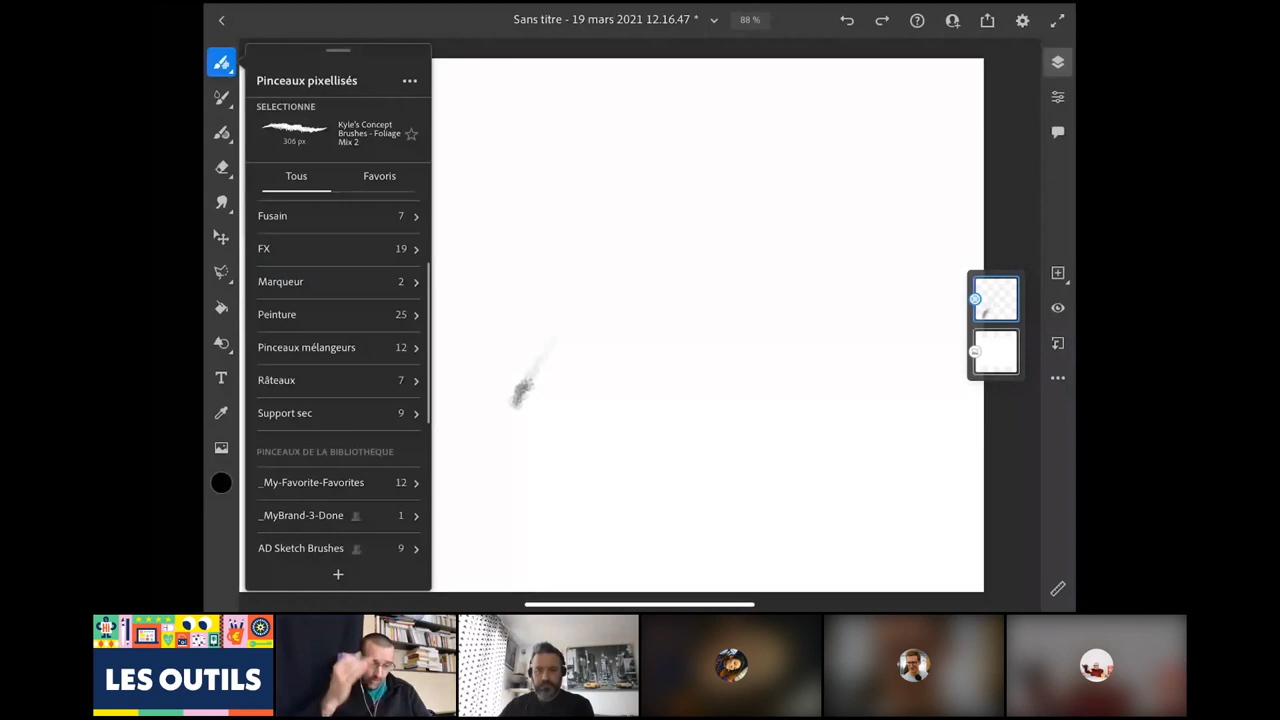 Sans titre - 19 mars 2021 12.16.47 *
88 %
Pinceaux pixellisés
SELECTIONNÉ
Kyle's Concept
Brushes - Foliage
Mix 2
306 px
Tous
Favoris
Fusain 7
FX 19
Marqueur 2
Peinture 25
Pinceaux mélangeurs 12
Râteaux 7
Support sec 9
PINCEAUX DE LA BIBLIOTHÈQUE
_My-Favorite-Favorites 12
_MyBrand-3-Done 1
AD Sketch Brushes 9
T
HI
€
LES OUTILS